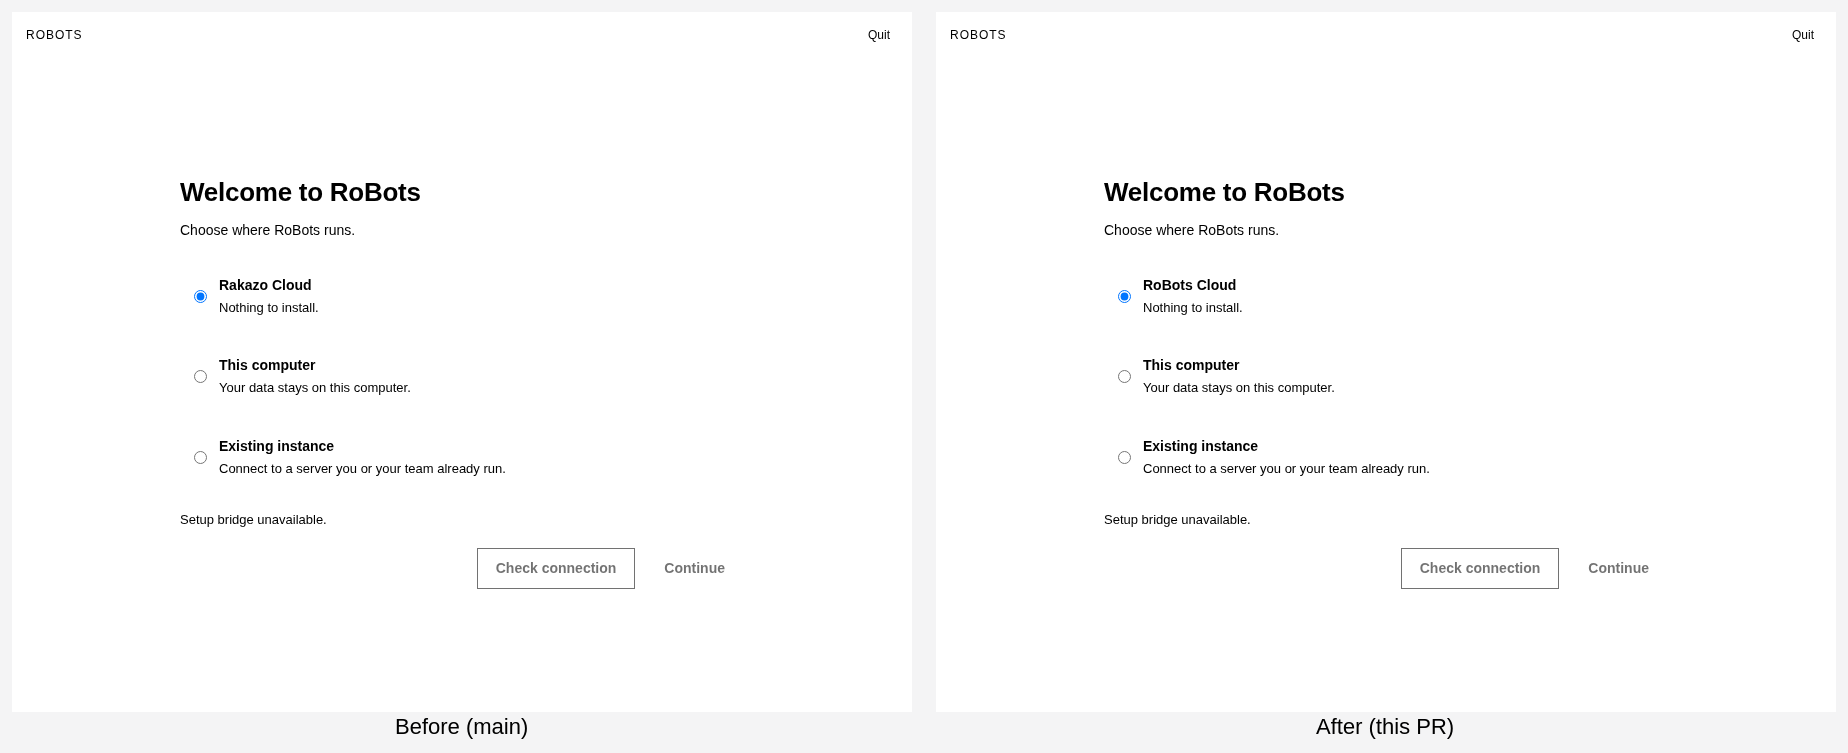 ROBOTS
Quit
Welcome to RoBots
Choose where RoBots runs.
Rakazo Cloud
Nothing to install.
This computer
Your data stays on this computer.
Existing instance
Connect to a server you or your team already run.
Setup bridge unavailable.
Check connection
Continue
Before (main)
ROBOTS
Quit
Welcome to RoBots
Choose where RoBots runs.
RoBots Cloud
Nothing to install.
This computer
Your data stays on this computer.
Existing instance
Connect to a server you or your team already run.
Setup bridge unavailable.
Check connection
Continue
After (this PR)